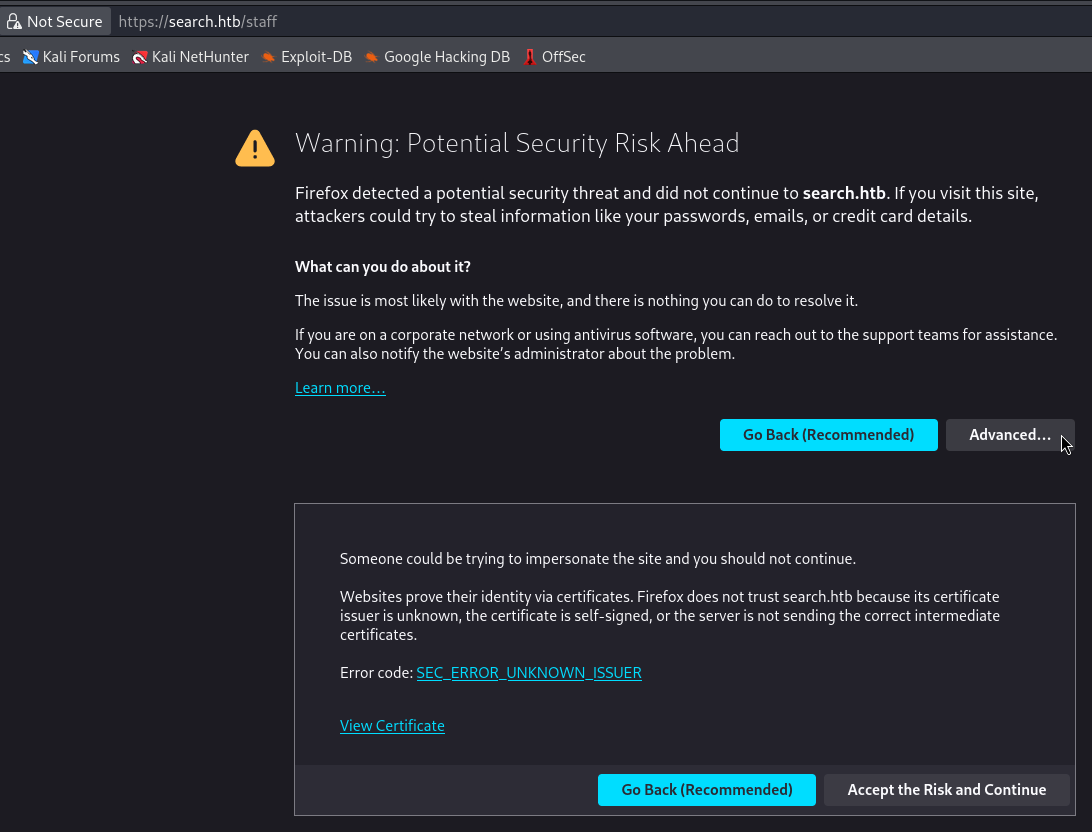 Not Secure https://search.htb/staff
cs Kali Forums Kali NetHunter Exploit-DB Google Hacking DB OffSec
Warning: Potential Security Risk Ahead
Firefox detected a potential security threat and did not continue to search.htb. If you visit this site,
attackers could try to steal information like your passwords, emails, or credit card details.
What can you do about it?
The issue is most likely with the website, and there is nothing you can do to resolve it.
If you are on a corporate network or using antivirus software, you can reach out to the support teams for assistance.
You can also notify the website’s administrator about the problem.
Learn more…
Go Back (Recommended) Advanced…
Someone could be trying to impersonate the site and you should not continue.
Websites prove their identity via certificates. Firefox does not trust search.htb because its certificate
issuer is unknown, the certificate is self-signed, or the server is not sending the correct intermediate
certificates.
Error code: SEC_ERROR_UNKNOWN_ISSUER
View Certificate
Go Back (Recommended) Accept the Risk and Continue